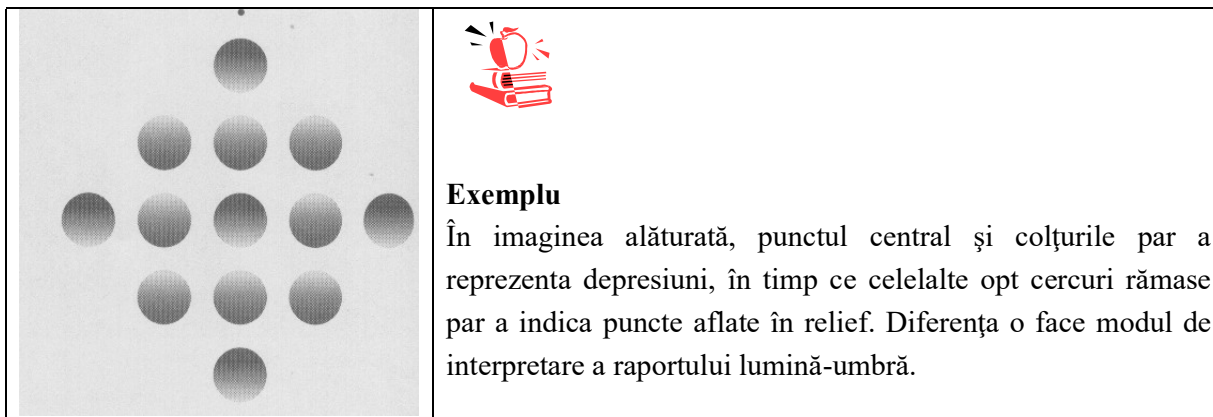 Exemplu
În imaginea alăturată, punctul central şi colţurile par a
reprezenta depresiuni, în timp ce celelalte opt cercuri rămase
par a indica puncte aflate în relief. Diferenţa o face modul de
interpretare a raportului lumină-umbră.